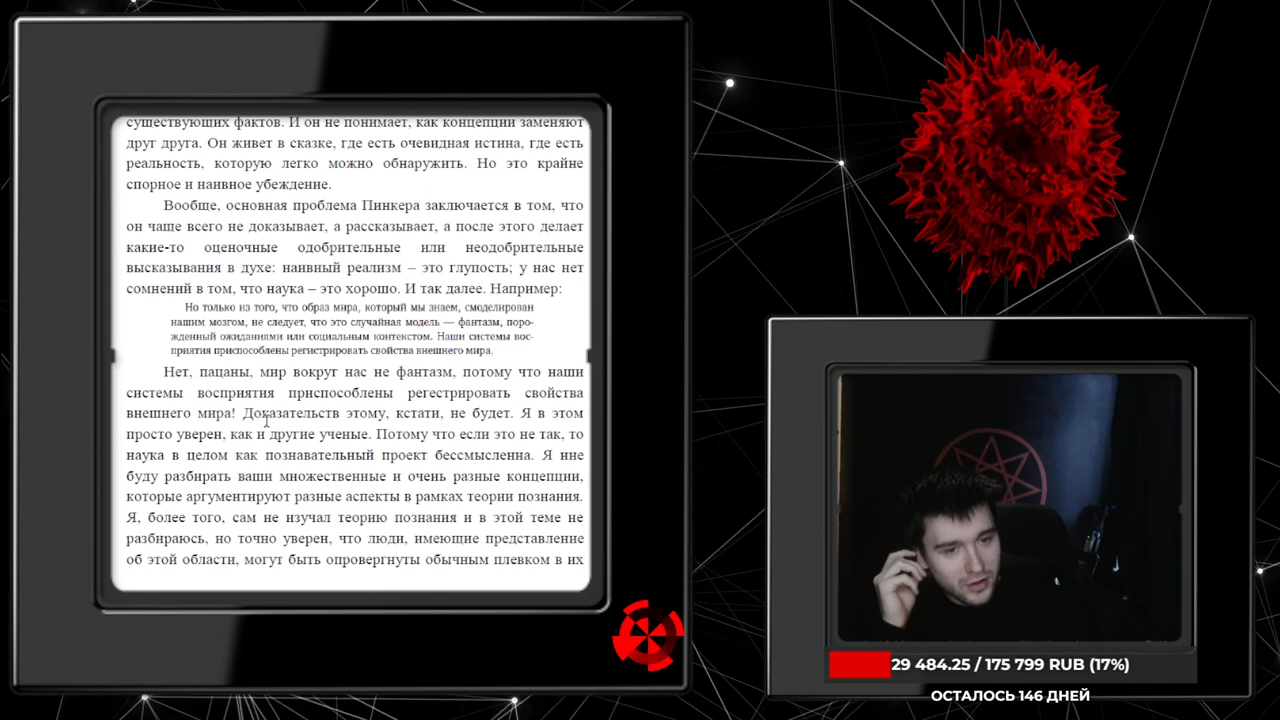 существующих фактов. И он не понимает, как концепции заменяют
друг друга. Он живет в сказке, где есть очевидная истина, где есть
реальность, которую легко можно обнаружить. Но это крайне
спорное и наивное убеждение.
Вообще, основная проблема Пинкера заключается в том, что
он чаще всего не доказывает, а рассказывает, а после этого делает
какие-то оценочные одобрительные или неодобрительные
высказывания в духе: наивный реализм – это глупость; у нас нет
сомнений в том, что наука – это хорошо. И так далее. Например:
Но только из того, что образ мира, который мы знаем, смоделирован
нашим мозгом, не следует, что это случайная модель — фантазм, поро-
жденный ожиданиями или социальным контекстом. Наши системы вос-
приятия приспособлены регистрировать свойства внешнего мира.
Нет, пацаны, мир вокруг нас не фантазм, потому что наши
системы восприятия приспособлены регестрировать свойства
внешнего мира! Доказательств этому, кстати, не будет. Я в этом
просто уверен, как и другие ученые. Потому что если это не так, то
наука в целом как познавательный проект бессмысленна. Я нне
буду разбирать ваши множественные и очень разные концепции,
которые аргументируют разные аспекты в рамках теории познания.
Я, более того, сам не изучал теорию познания и в этой теме не
разбираюсь, но точно уверен, что люди, имеющие представление
об этой области, могут быть опровергнуты обычным плевком в их
29 484.25 / 175 799 RUB (17%)
ОСТАЛОСЬ 146 ДНЕЙ